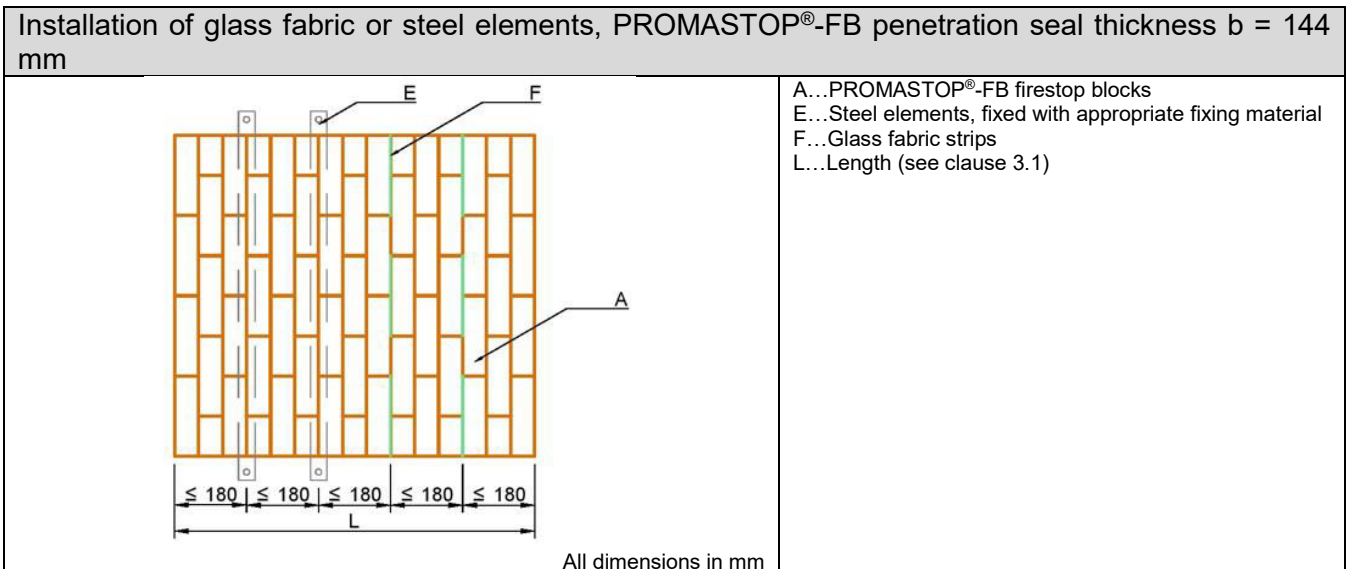 Installation of glass fabric or steel elements, PROMASTOP®-FB penetration seal thickness b = 144
mm
E
F
A
≤ 180 ≤ 180 ≤ 180 ≤ 180 ≤ 180
L
All dimensions in mm
A…PROMASTOP®-FB firestop blocks
E…Steel elements, fixed with appropriate fixing material
F…Glass fabric strips
L…Length (see clause 3.1)